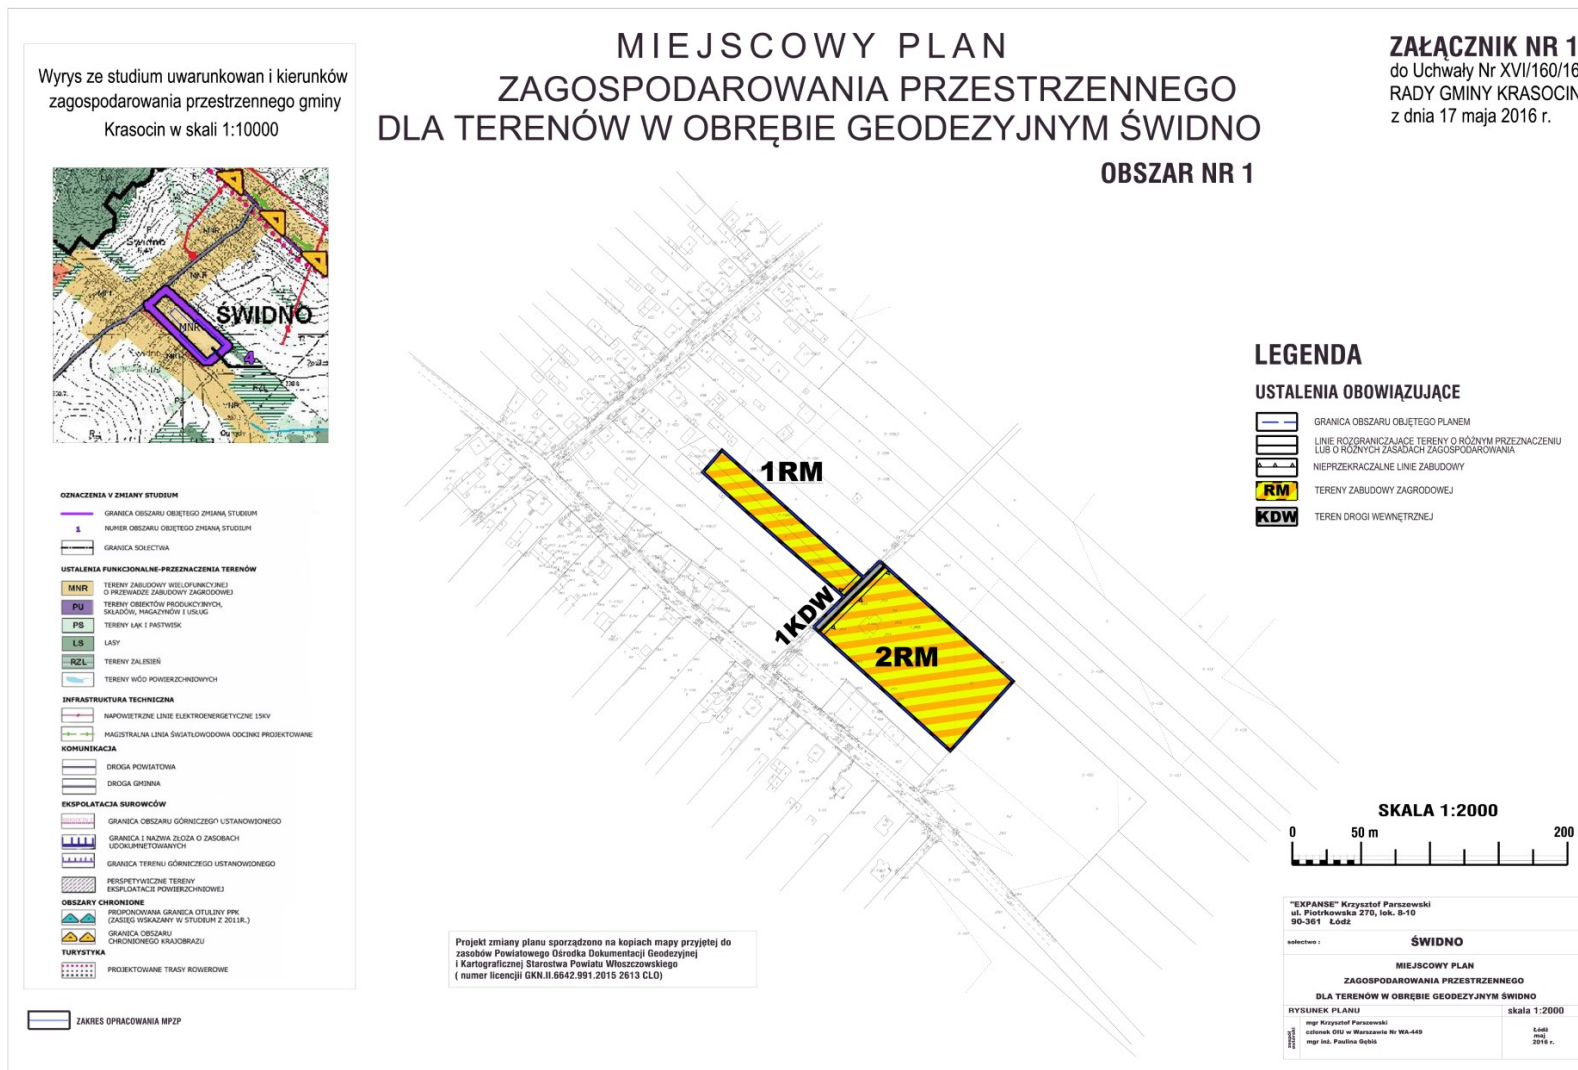 MIEJSCOWY PLAN
ZAGOSPODAROWANIA PRZESTRZENNEGO
DLA TERENÓW W OBRĘBIE GEODEZYJNYM ŚWIDNO
OBSZAR NR 1
ZAŁĄCZNIK NR 1
do Uchwały Nr XVI/160/16
RADY GMINY KRASOCIN
z dnia 17 maja 2016 r.
Wyrys ze studium uwarunkowan i kierunków
zagospodarowania przestrzennego gminy
Krasocin w skali 1:10000
ŚWIDNO
MNR
4
OZNACZENIA V ZMIANY STUDIUM
GRANICA OBSZARU OBJĘTEGO ZMIANĄ STUDIUM
1 NUMER OBSZARU OBJĘTEGO ZMIANĄ STUDIUM
GRANICA SOŁECTWA
USTALENIA FUNKCJONALNE-PRZEZNACZENIA TERENÓW
MNR TERENY ZABUDOWY WIELOFUNKCYJNEJ
O PRZEWADZE ZABUDOWY ZAGRODOWEJ
PU TERENY OBIEKTÓW PRODUKCYJNYCH,
SKŁADÓW, MAGAZYNÓW I USŁUG
PS TERENY ŁĄK I PASTWISK
LS LASY
RZL TERENY ZALESIEŃ
TERENY WÓD POWIERZCHNIOWYCH
INFRASTRUKTURA TECHNICZNA
NAPOWIETRZNE LINIE ELEKTROENERGETYCZNE 15KV
MAGISTRALNA LINIA ŚWIATŁOWODOWA ODCINKI PROJEKTOWANE
KOMUNIKACJA
DROGA POWIATOWA
DROGA GMINNA
EKSPOLATACJA SUROWCÓW
GRANICA OBSZARU GÓRNICZEGO USTANOWIONEGO
GRANICA I NAZWA ZŁOŻA O ZASOBACH
UDOKUMNETOWANYCH
GRANICA TERENU GÓRNICZEGO USTANOWIONEGO
PERSPETYWICZNE TERENY
EKSPLOATACJI POWIERZCHNIOWEJ
OBSZARY CHRONIONE
PROPONOWANA GRANICA OTULINY PPK
(ZASIĘG WSKAZANY W STUDIUM Z 2011R.)
GRANICA OBSZARU
CHRONIONEGO KRAJOBRAZU
TURYSTYKA
PROJEKTOWANE TRASY ROWEROWE
ZAKRES OPRACOWANIA MPZP
1RM
1KDW
2RM
Projekt zmiany planu sporządzono na kopiach mapy przyjętej do
zasobów Powiatowego Ośrodka Dokumentacji Geodezyjnej
i Kartograficznej Starostwa Powiatu Włoszczowskiego
( numer licencjii GKN.II.6642.991.2015 2613 CLO)
LEGENDA
USTALENIA OBOWIĄZUJĄCE
GRANICA OBSZARU OBJĘTEGO PLANEM
LINIE ROZGRANICZAJĄCE TERENY O RÓŻNYM PRZEZNACZENIU
LUB O RÓŻNYCH ZASADACH ZAGOSPODAROWANIA
NIEPRZEKRACZALNE LINIE ZABUDOWY
RM TERENY ZABUDOWY ZAGRODOWEJ
KDW TEREN DROGI WEWNĘTRZNEJ
SKALA 1:2000
0 50 m 200
"EXPANSE" Krzysztof Parszewski
ul. Piotrkowska 270, lok. 8-10
90-361 Łódź
sołectwo : ŚWIDNO
MIEJSCOWY PLAN
ZAGOSPODAROWANIA PRZESTRZENNEGO
DLA TERENÓW W OBRĘBIE GEODEZYJNYM ŚWIDNO
RYSUNEK PLANU skala 1:2000
zespół autorski
mgr Krzysztof Parszewski
członek OIU w Warszawie Nr WA-449
mgr inż. Paulina Gębiś
Łódź
maj
2016 r.